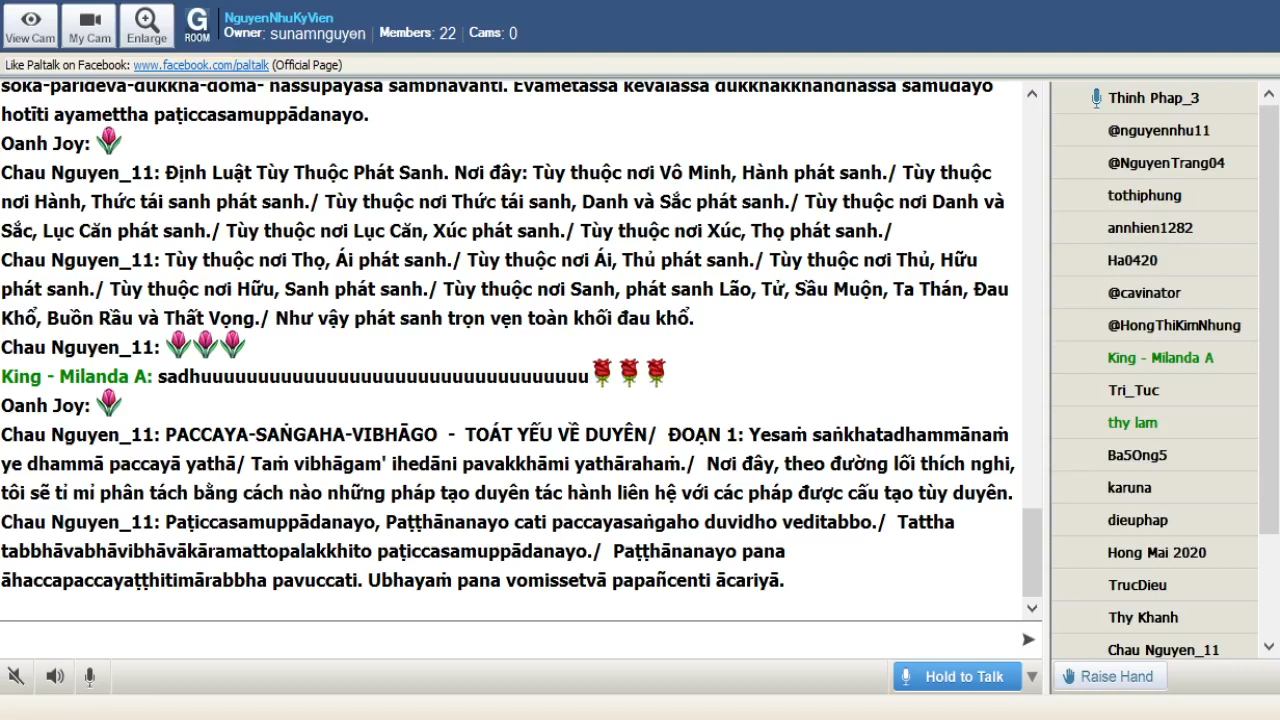 View Cam
My Cam
Enlarge
G
ROOM
NguyenNhuKyVien
Owner: sunamnguyen | Members: 22 | Cams: 0
Like Paltalk on Facebook: www.facebook.com/paltalk (Official Page)
soka-parideva-dukkha-doma- nassupāyāsā sambhavanti. Evametassa kevalassa dukkhakkhandhassa samudayo
hotīti ayamettha paṭiccasamuppādanayo.
Oanh Joy:
Chau Nguyen_11: Định Luật Tùy Thuộc Phát Sanh. Nơi đây: Tùy thuộc nơi Vô Minh, Hành phát sanh./ Tùy thuộc
nơi Hành, Thức tái sanh phát sanh./ Tùy thuộc nơi Thức tái sanh, Danh và Sắc phát sanh./ Tùy thuộc nơi Danh và
Sắc, Lục Căn phát sanh./ Tùy thuộc nơi Lục Căn, Xúc phát sanh./ Tùy thuộc nơi Xúc, Thọ phát sanh./
Chau Nguyen_11: Tùy thuộc nơi Thọ, Ái phát sanh./ Tùy thuộc nơi Ái, Thủ phát sanh./ Tùy thuộc nơi Thủ, Hữu
phát sanh./ Tùy thuộc nơi Hữu, Sanh phát sanh./ Tùy thuộc nơi Sanh, phát sanh Lão, Tử, Sầu Muộn, Ta Thán, Đau
Khổ, Buồn Rầu và Thất Vọng./ Như vậy phát sanh trọn vẹn toàn khối đau khổ.
Chau Nguyen_11:
King - Milanda A: sadhuuuuuuuuuuuuuuuuuuuuuuuuuuuuuuuuuu
Oanh Joy:
Chau Nguyen_11: PACCAYA-SAṄGAHA-VIBHĀGO - TOÁT YẾU VỀ DUYÊN/ ĐOẠN 1: Yesaṁ saṅkhatadhammānaṁ
ye dhammā paccayā yathā/ Taṁ vibhāgam' ihedāni pavakkhāmi yathārahaṁ./ Nơi đây, theo đường lối thích nghi,
tôi sẽ tỉ mỉ phân tách bằng cách nào những pháp tạo duyên tác hành liên hệ với các pháp được cấu tạo tùy duyên.
Chau Nguyen_11: Paṭiccasamuppādanayo, Paṭṭhānanayo cati paccayasaṅgaho duvidho veditabbo./ Tattha
tabbhāvabhāvibhāvākāramattopalakkhito paṭiccasamuppādanayo./ Paṭṭhānanayo pana
āhaccapaccayaṭṭhitimārabbha pavuccati. Ubhayaṁ pana vomissetvā papañcenti ācariyā.
Hold to Talk
Thinh Phap_3
@nguyennhu11
@NguyenTrang04
tothiphung
annhien1282
Ha0420
@cavinator
@HongThiKimNhung
King - Milanda A
Tri_Tuc
thy lam
Ba5Ong5
karuna
dieuphap
Hong Mai 2020
TrucDieu
Thy Khanh
Chau Nguyen_11
Raise Hand